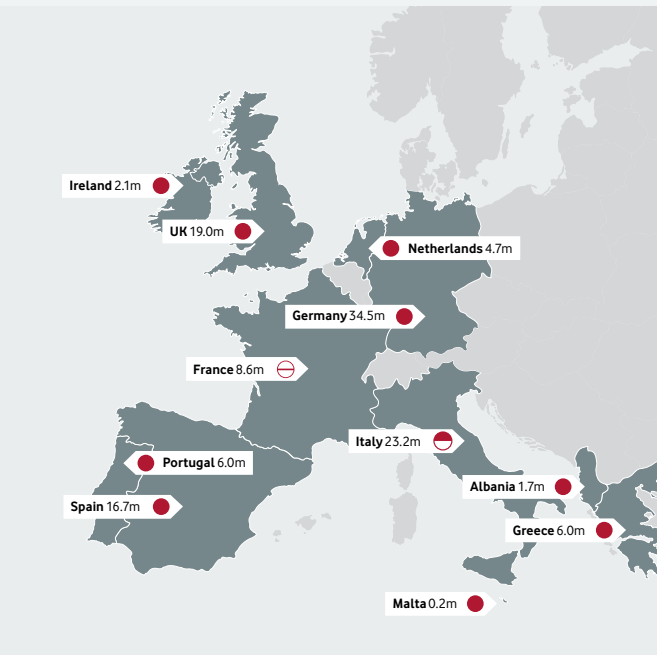 Ireland 2.1m
UK 19.0m
Netherlands 4.7m
Germany 34.5m
France 8.6m
Italy 23.2m
Portugal 6.0m
Albania 1.7m
Spain 16.7m
Greece 6.0m
Malta 0.2m